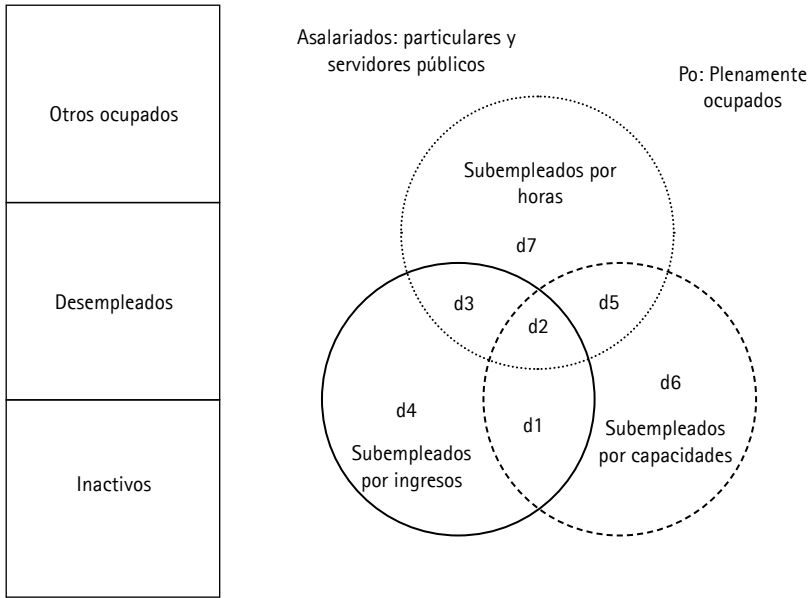 Otros ocupados
Desempleados
Inactivos
Asalariados: particulares y
servidores públicos
Po: Plenamente
ocupados
Subempleados por
horas
d7
d3
d5
d2
d6
d4
d1
Subempleados
por ingresos
Subempleados
por capacidades